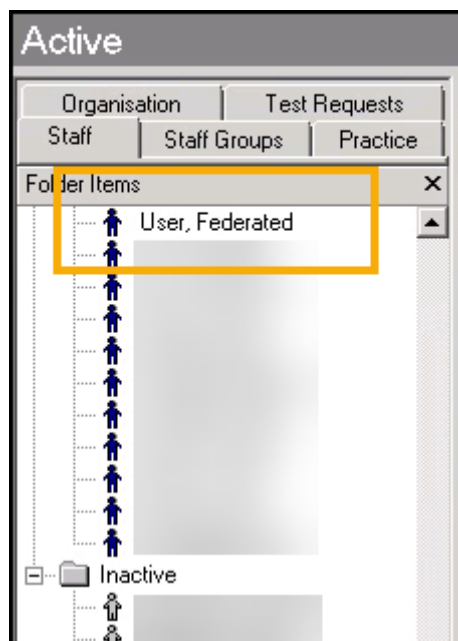 Active
Organisation Test Requests
Staff Staff Groups Practice
Folder Items
User, Federated
Inactive